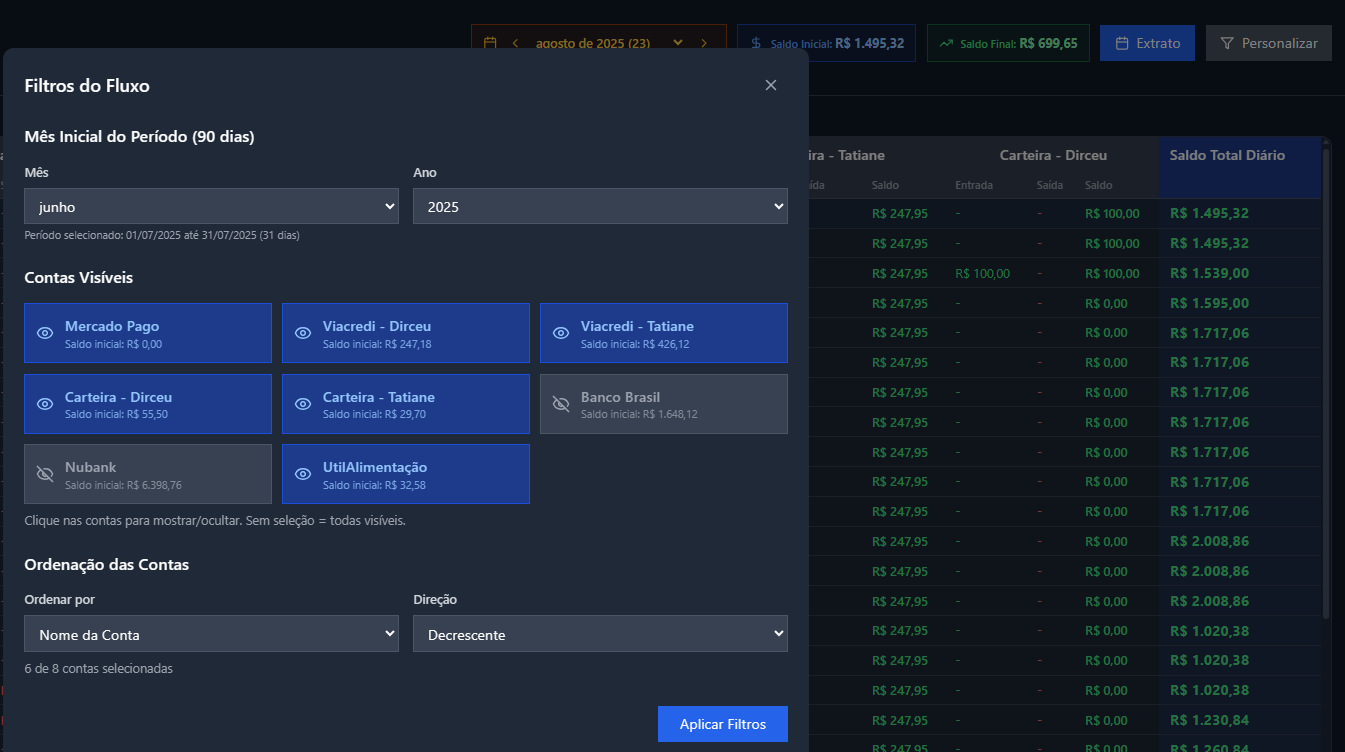 agosto de 2025 (23)
Saldo Inicial: R$ 1.495,32
Saldo Final: R$ 699,65
Extrato
Personalizar
Filtros do Fluxo
Mês Inicial do Período (90 dias)
Mês
Ano
junho
2025
Período selecionado: 01/07/2025 até 31/07/2025 (31 dias)
Contas Visíveis
Mercado Pago
Saldo inicial: R$ 0,00
Viacredi - Dirceu
Saldo inicial: R$ 247,18
Viacredi - Tatiane
Saldo inicial: R$ 426,12
Carteira - Dirceu
Saldo inicial: R$ 55,50
Carteira - Tatiane
Saldo inicial: R$ 29,70
Banco Brasil
Saldo inicial: R$ 1.648,12
Nubank
Saldo inicial: R$ 6.398,76
UtilAlimentação
Saldo inicial: R$ 32,58
Clique nas contas para mostrar/ocultar. Sem seleção = todas visíveis.
Ordenação das Contas
Ordenar por
Direção
Nome da Conta
Decrescente
6 de 8 contas selecionadas
Aplicar Filtros
- Tatiane
Carteira - Dirceu
Saldo Total Diário
Saldo
Entrada
Saída
Saldo
R$ 247,95 - - R$ 100,00 R$ 1.495,32
R$ 247,95 - - R$ 100,00 R$ 1.495,32
R$ 247,95 R$ 100,00 - R$ 100,00 R$ 1.539,00
R$ 247,95 - - R$ 0,00 R$ 1.595,00
R$ 247,95 - - R$ 0,00 R$ 1.717,06
R$ 247,95 - - R$ 0,00 R$ 1.717,06
R$ 247,95 - - R$ 0,00 R$ 1.717,06
R$ 247,95 - - R$ 0,00 R$ 1.717,06
R$ 247,95 - - R$ 0,00 R$ 1.717,06
R$ 247,95 - - R$ 0,00 R$ 1.717,06
R$ 247,95 - - R$ 0,00 R$ 1.717,06
R$ 247,95 - - R$ 0,00 R$ 2.008,86
R$ 247,95 - - R$ 0,00 R$ 2.008,86
R$ 247,95 - - R$ 0,00 R$ 2.008,86
R$ 247,95 - - R$ 0,00 R$ 1.020,38
R$ 247,95 - - R$ 0,00 R$ 1.020,38
R$ 247,95 - - R$ 0,00 R$ 1.020,38
R$ 247,95 - - R$ 0,00 R$ 1.230,84
R$ 247,95 - - R$ 0,00 R$ 1.260,84